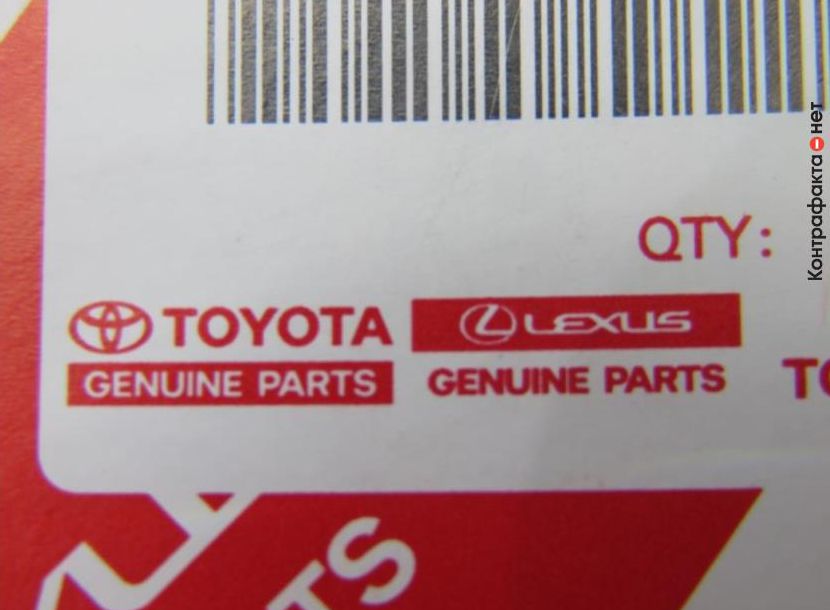 QTY:
TOYOTA
GENUINE PARTS
LEXUS
GENUINE PARTS
Контрафакта нет